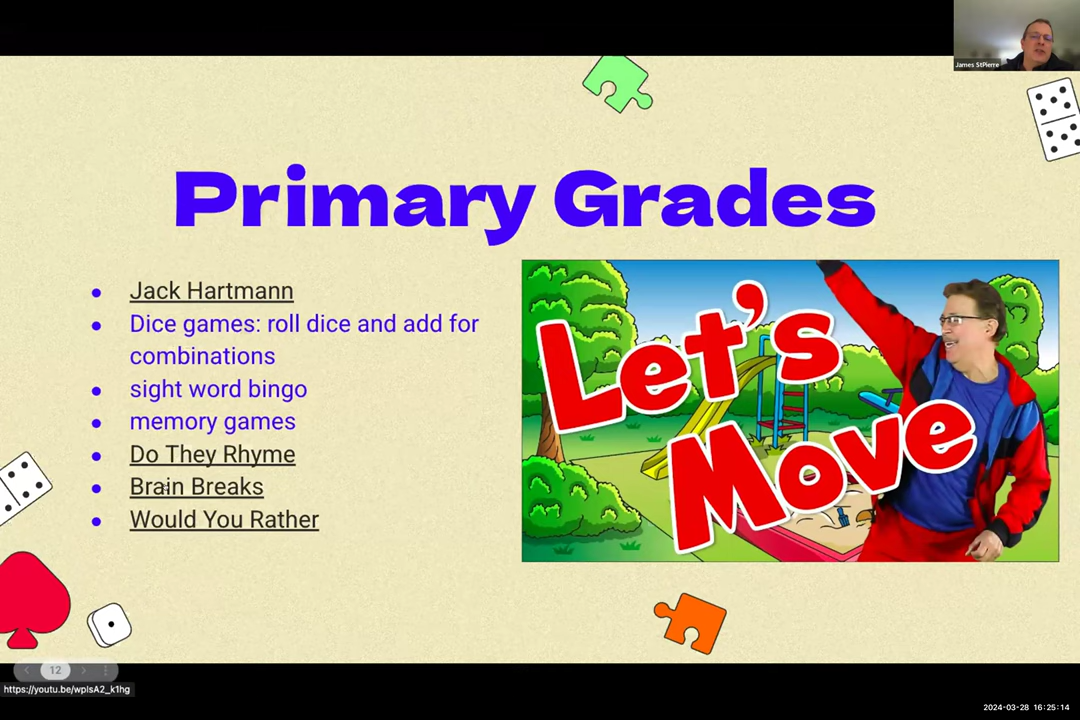 James StPierre
Primary Grades
Jack Hartmann
Dice games: roll dice and add for
combinations
sight word bingo
memory games
Do They Rhyme
Brain Breaks
Would You Rather
Let's
Move
12
https://youtu.be/wplsA2_k1hg
2024-03-28 16:25:14